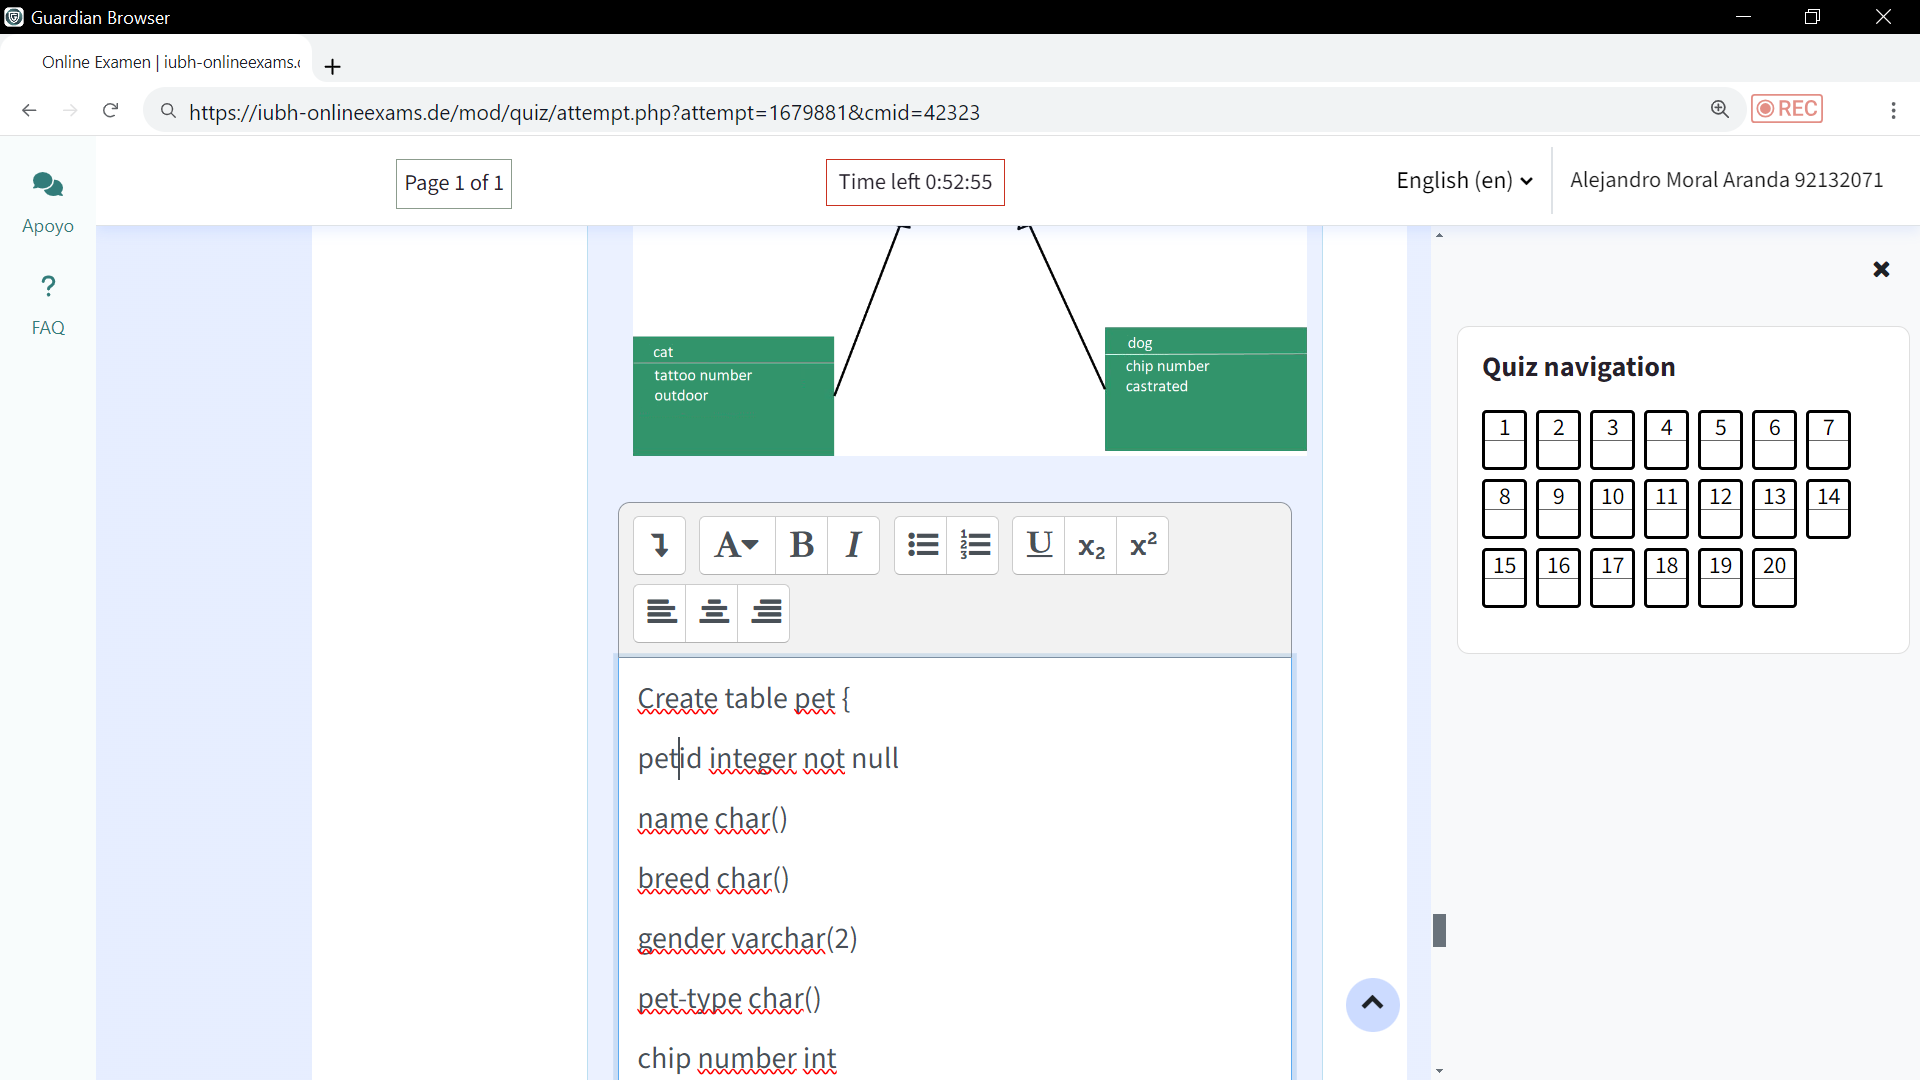 Guardian Browser
Online Examen | iubh-onlineexams.
https://iubh-onlineexams.de/mod/quiz/attempt.php?attempt=1679881&cmid=42323
REC
Apoyo
?
FAQ
Page 1 of 1
Time left 0:52:55
English (en)
Alejandro Moral Aranda 92132071
cat
tattoo number
outdoor
dog
chip number
castrated
A B I
1
2
3
U x₂ x²
Create table pet {
petid integer not null
name char()
breed char()
gender varchar(2)
pet-type char()
chip number int
Quiz navigation
1 2 3 4 5 6 7
8 9 10 11 12 13 14
15 16 17 18 19 20